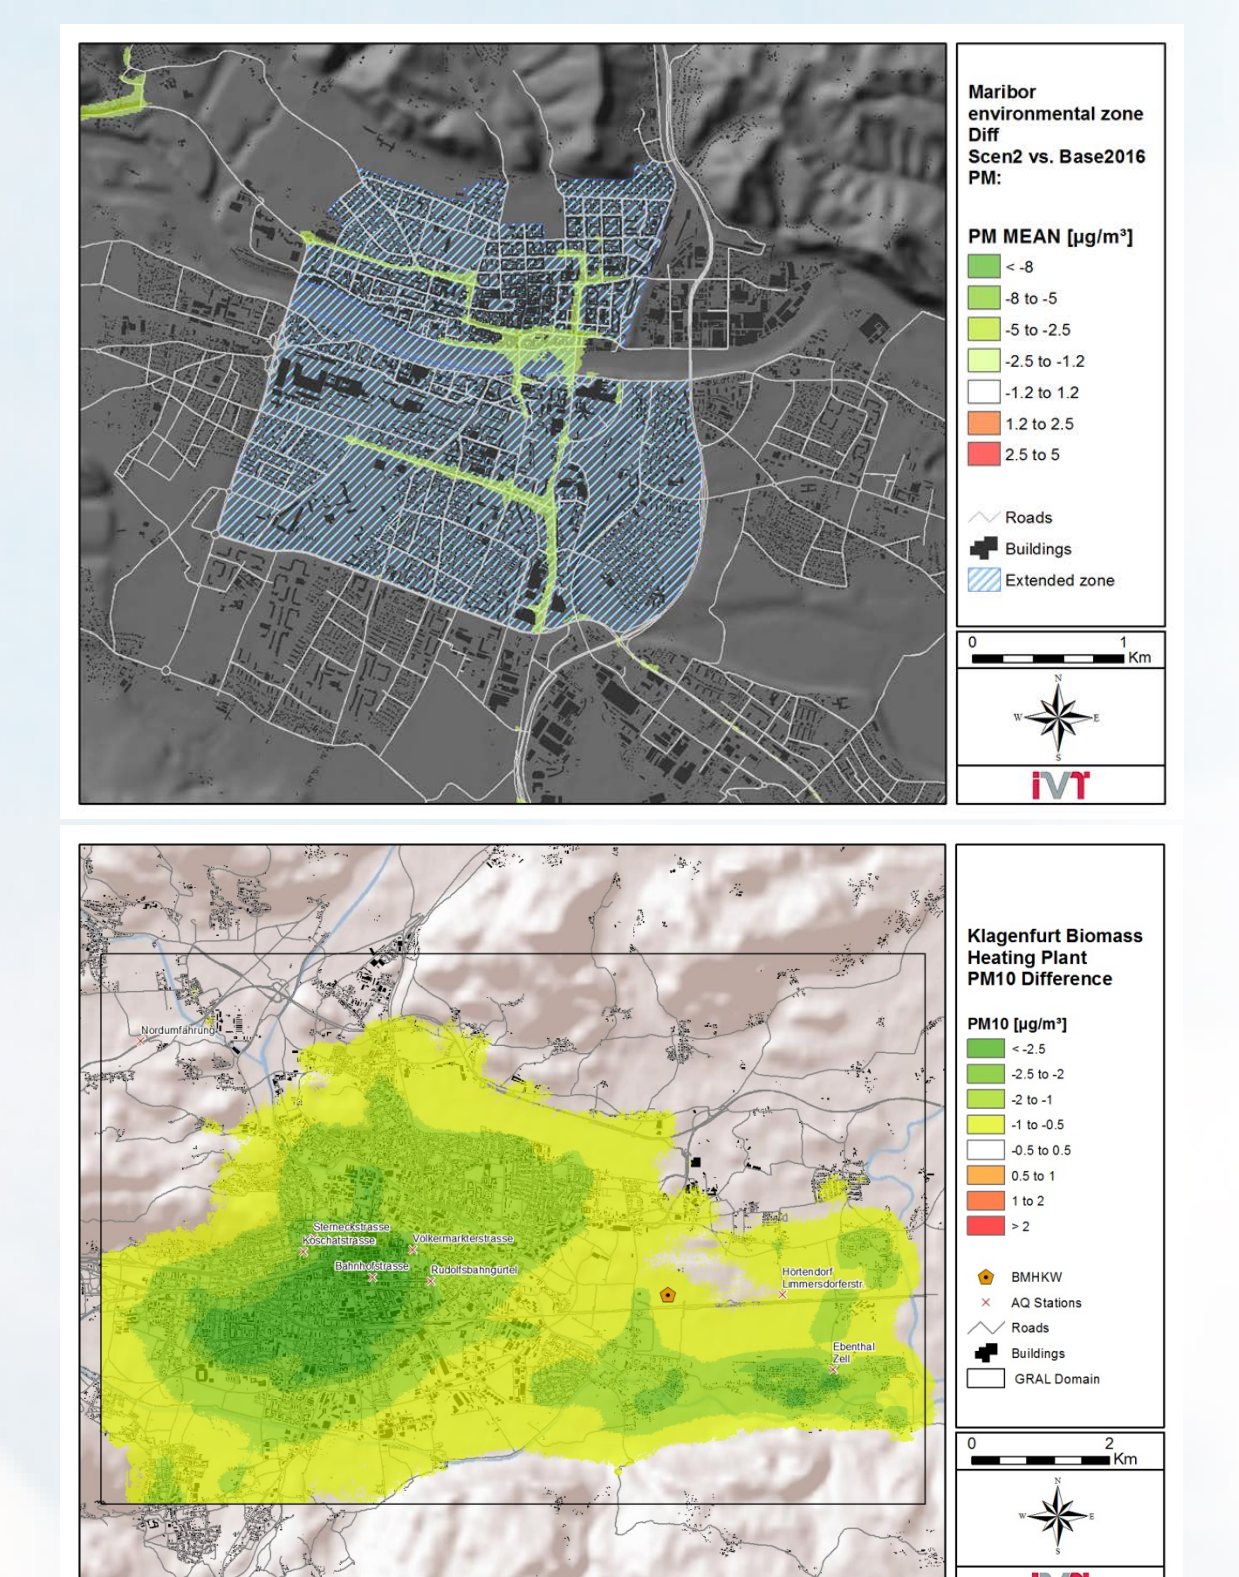 Maribor
environmental zone
Diff
Scen2 vs. Base2016
PM:
PM MEAN [µg/m³]
< -8
-8 to -5
-5 to -2.5
-2.5 to -1.2
-1.2 to 1.2
1.2 to 2.5
2.5 to 5
Roads
Buildings
Extended zone
0 1
Km
N
W E
S
iVT
Nordumfahrung
Sterneckstrasse
Koschatstrasse
Völkermarkterstrasse
Bahnhofstrasse
Rudolfsbahngürtel
Hörtendorf
Limmersdorferstr.
Ebenthal
Zell
Klagenfurt Biomass
Heating Plant
PM10 Difference
PM10 [µg/m³]
< -2.5
-2.5 to -2
-2 to -1
-1 to -0.5
-0.5 to 0.5
0.5 to 1
1 to 2
> 2
BMHKW
AQ Stations
Roads
Buildings
GRAL Domain
0 2
Km
N
W E
S